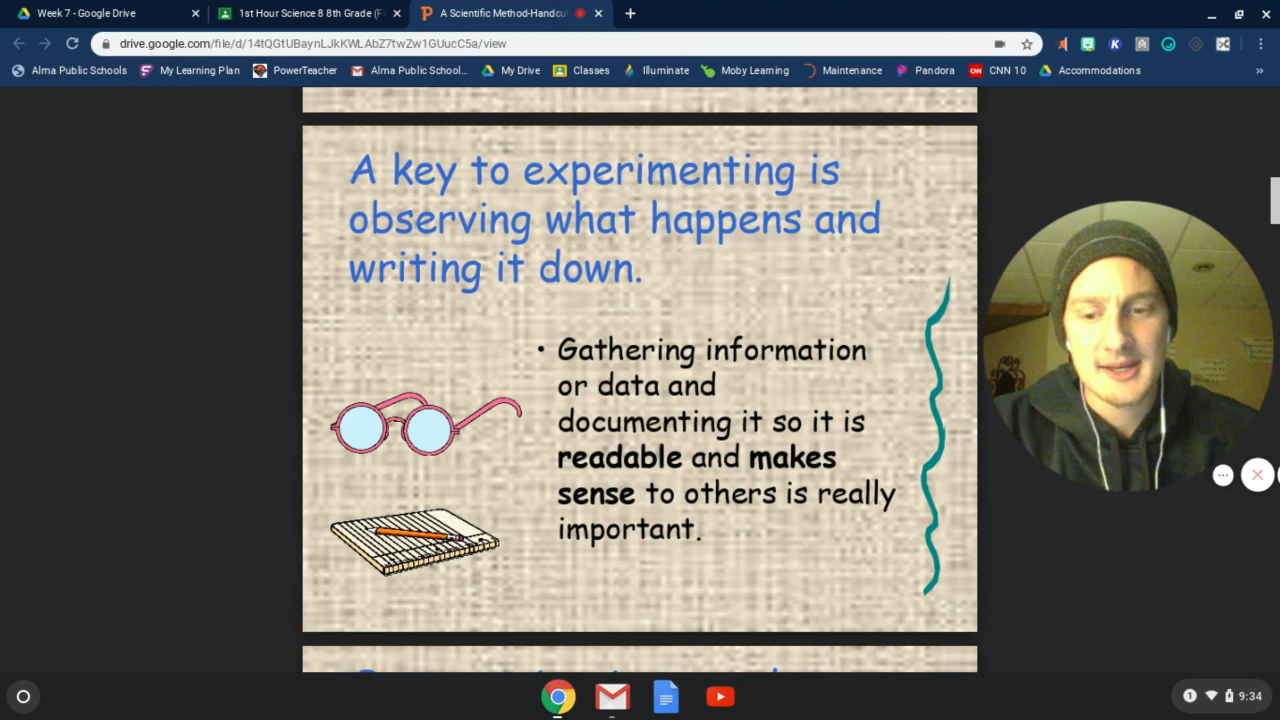 Week 7 - Google Drive
1st Hour Science 8 8th Grade (F
A Scientific Method-Handcu
drive.google.com/file/d/14tQGtUBaynLJkKWLAbZ7twZw1GUucC5a/view
Alma Public Schools
My Learning Plan
PowerTeacher
Alma Public School...
My Drive
Classes
Illuminate
Moby Learning
Maintenance
Pandora
CNN 10
Accommodations
»
A key to experimenting is
observing what happens and
writing it down.
• Gathering information
or data and
documenting it so it is
readable and makes
sense to others is really
important.
1
9:34